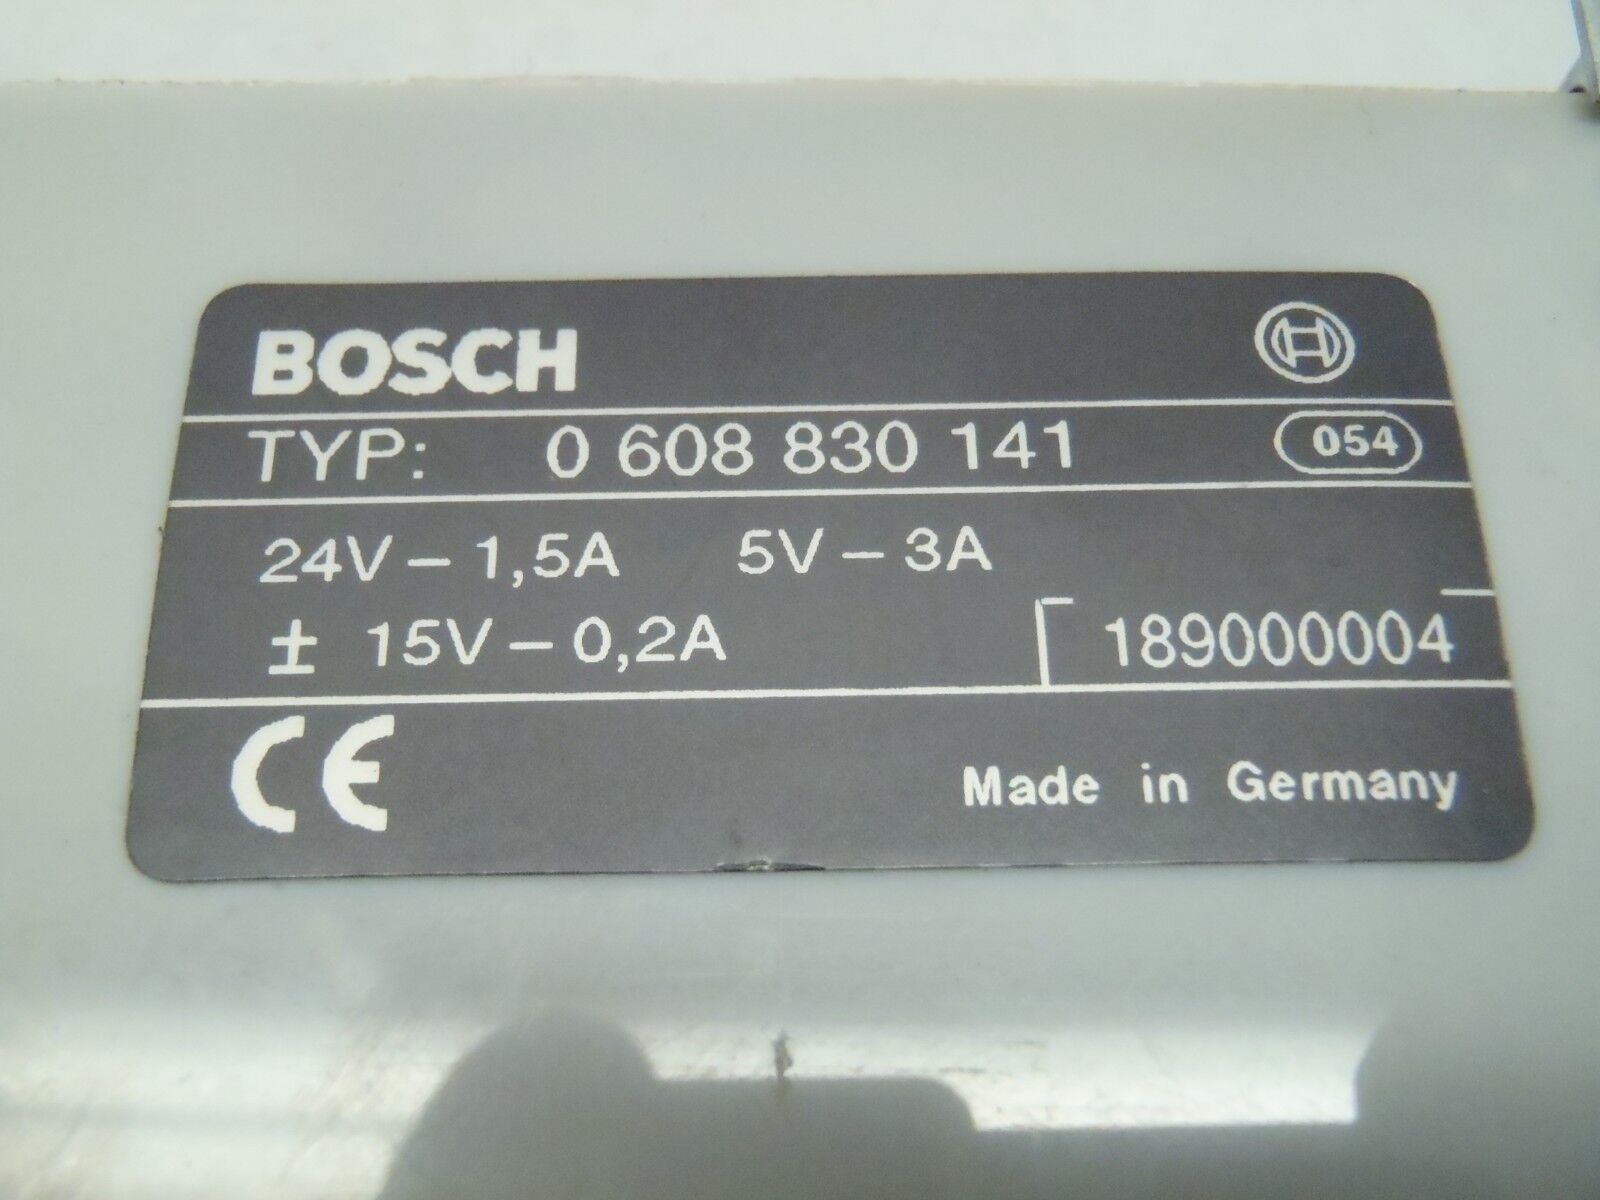 BOSCH
TYP: 0 608 830 141 054
24V – 1,5A 5V – 3A
± 15V – 0,2A 189000004
CE
Made in Germany